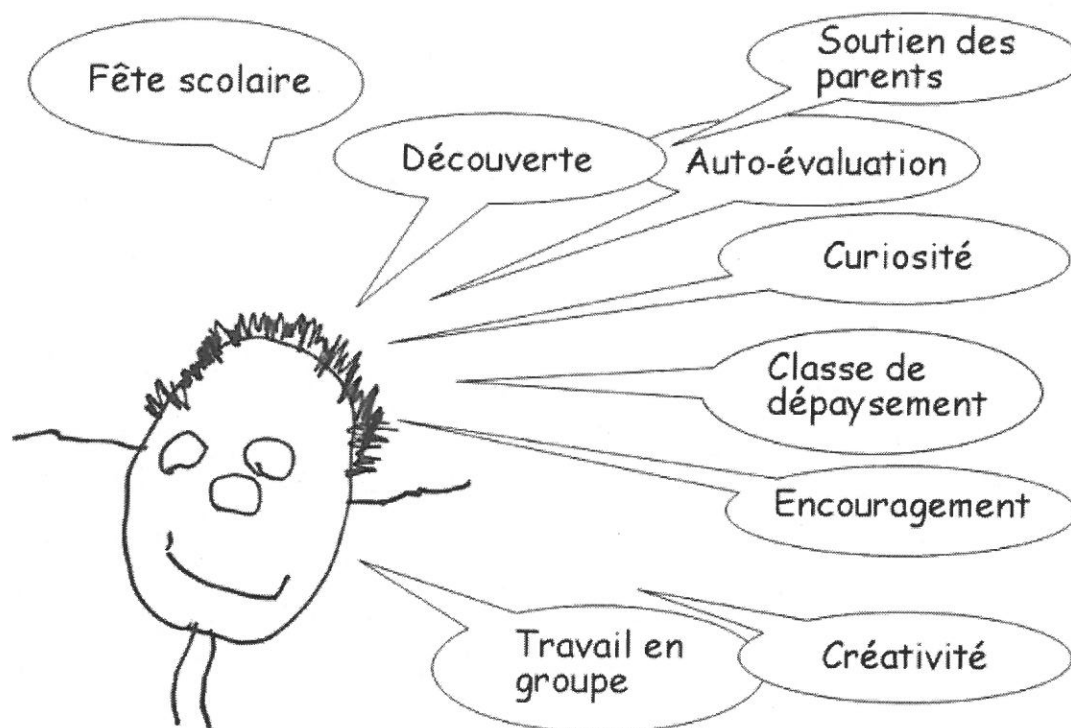 Fête scolaire
Soutien des
parents
Découverte
Auto-évaluation
Curiosité
Classe de
dépaysement
Encouragement
Travail en
groupe
Créativité